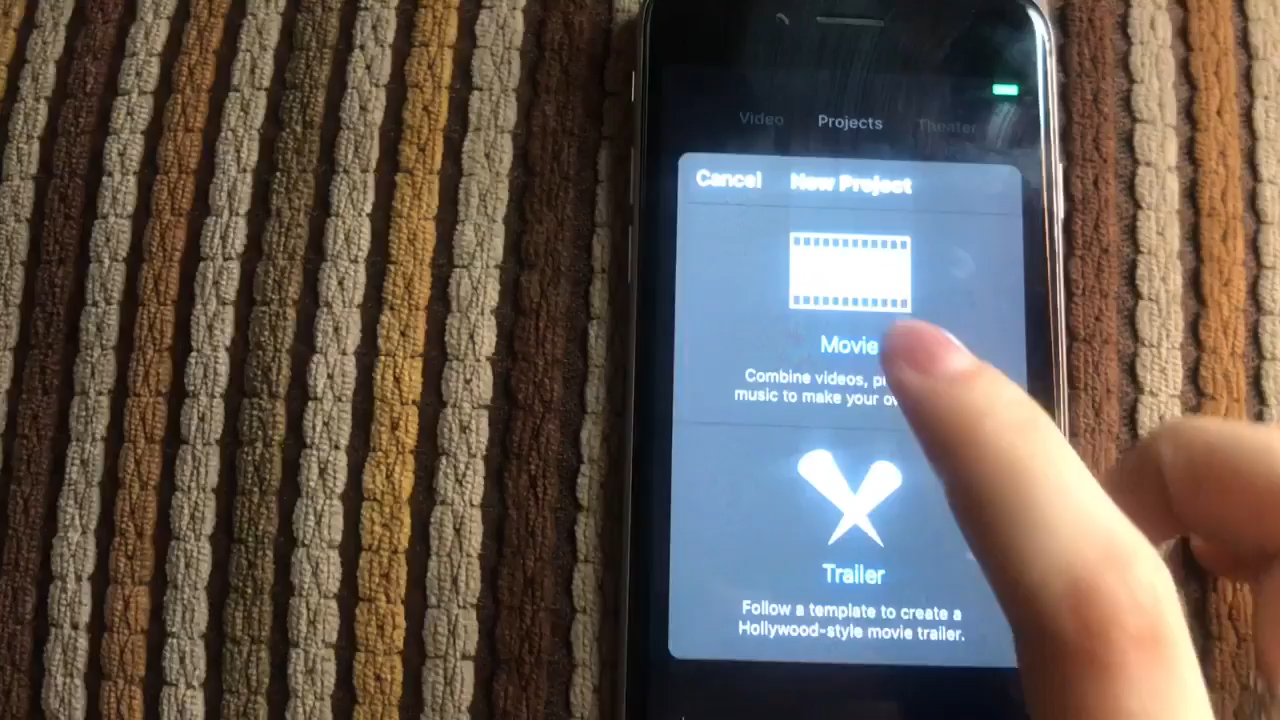 Video Projects Theater
Cancel New Project
Movie
Combine videos,
music to make your
Trailer
Follow a template to create a
Hollywood-style movie trailer.